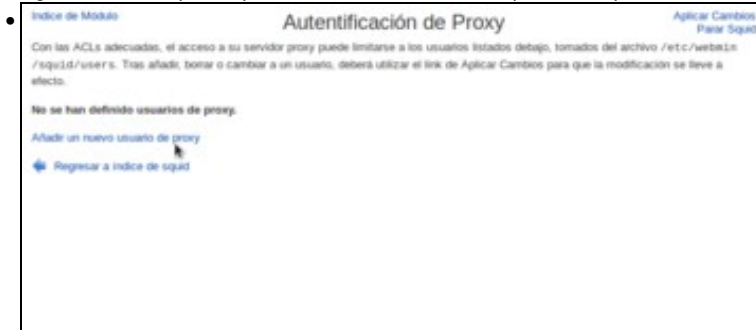 Indice de Módulo
Autentificación de Proxy
Aplicar Cambios
Parar Squid
Con las ACLs adecuadas, el acceso a su servidor proxy puede limitarse a los usuarios listados debajo, tomados del archivo /etc/webmin
/squid/users. Tras añadir, borrar o cambiar a un usuario, deberá utilizar el link de Aplicar Cambios para que la modificación se lleve a
efecto.
No se han definido usuarios de proxy.
Añadir un nuevo usuario de proxy
Regresar a índice de squid